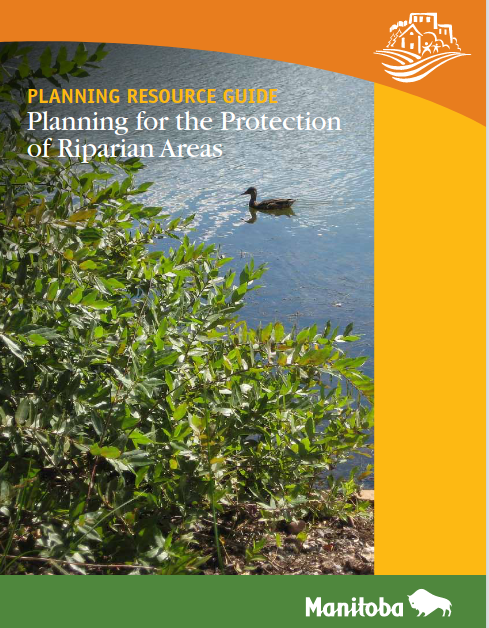 PLANNING RESOURCE GUIDE
Planning for the Protection
of Riparian Areas
Manitoba